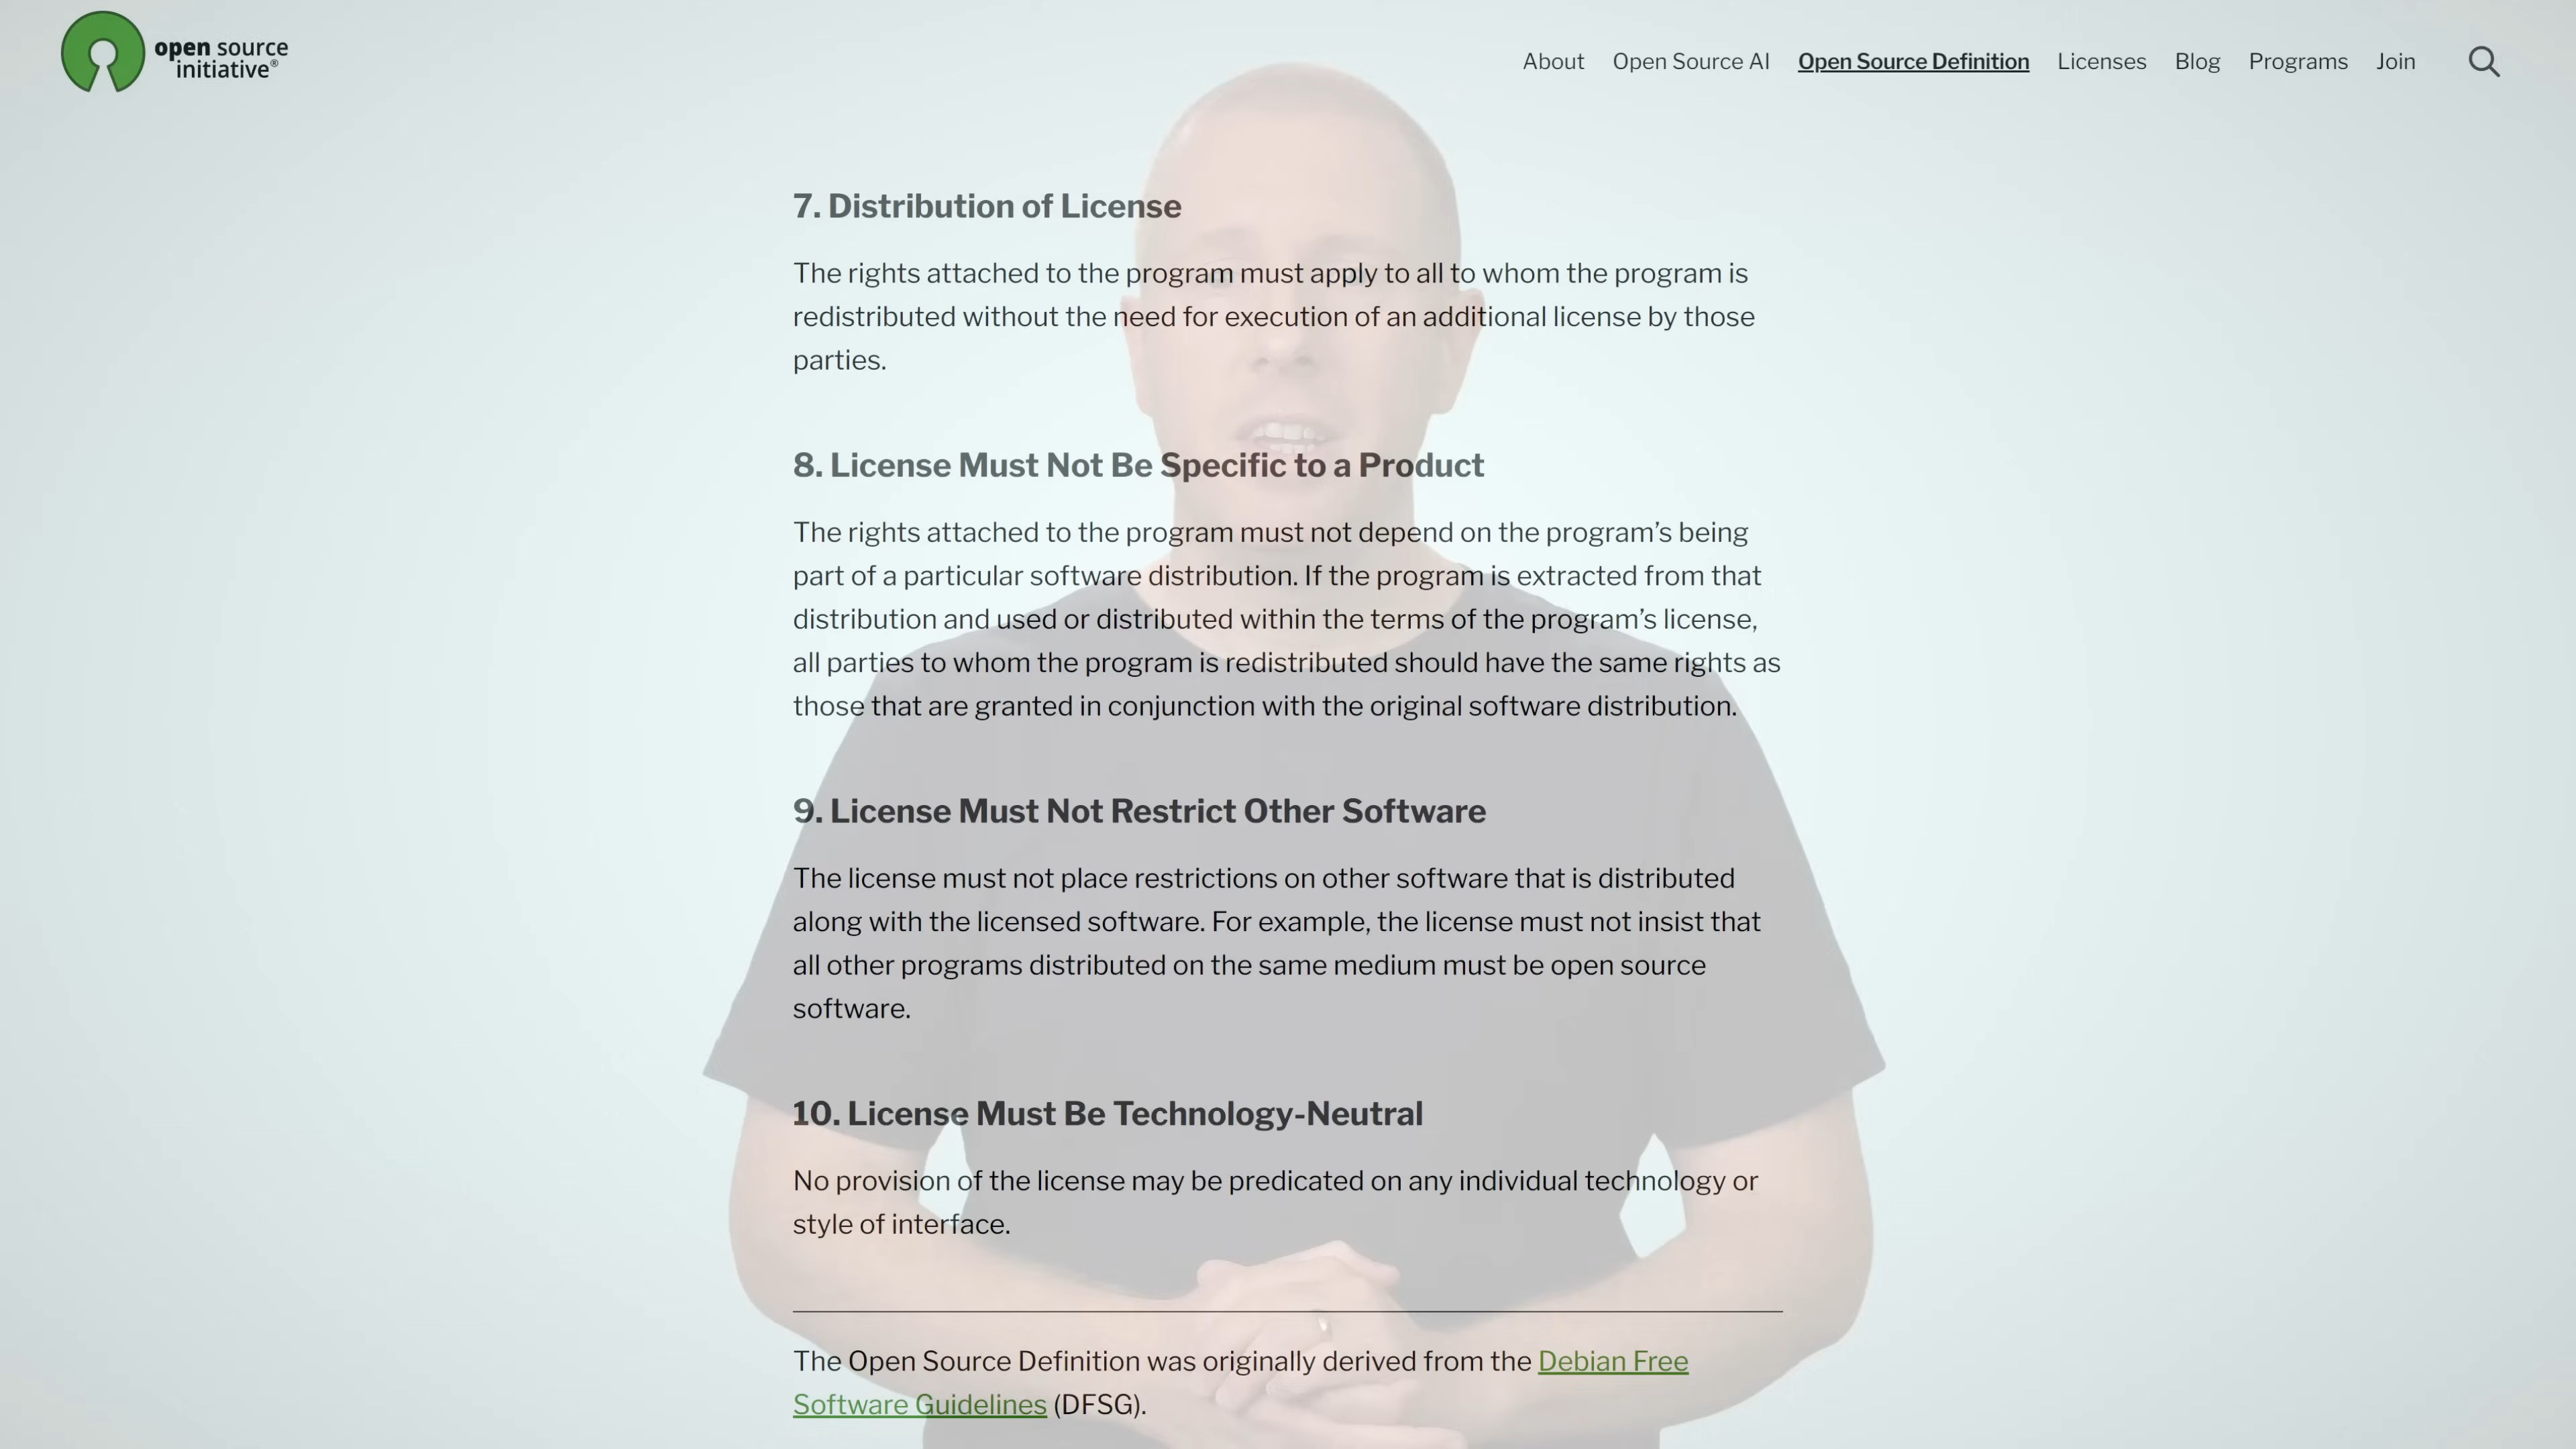 open source
initiative®
About Open Source AI Open Source Definition Licenses Blog Programs Join
7. Distribution of License
The rights attached to the program must apply to all to whom the program is
redistributed without the need for execution of an additional license by those
parties.
8. License Must Not Be Specific to a Product
The rights attached to the program must not depend on the program’s being
part of a particular software distribution. If the program is extracted from that
distribution and used or distributed within the terms of the program’s license,
all parties to whom the program is redistributed should have the same rights as
those that are granted in conjunction with the original software distribution.
9. License Must Not Restrict Other Software
The license must not place restrictions on other software that is distributed
along with the licensed software. For example, the license must not insist that
all other programs distributed on the same medium must be open source
software.
10. License Must Be Technology-Neutral
No provision of the license may be predicated on any individual technology or
style of interface.
The Open Source Definition was originally derived from the Debian Free
Software Guidelines (DFSG).